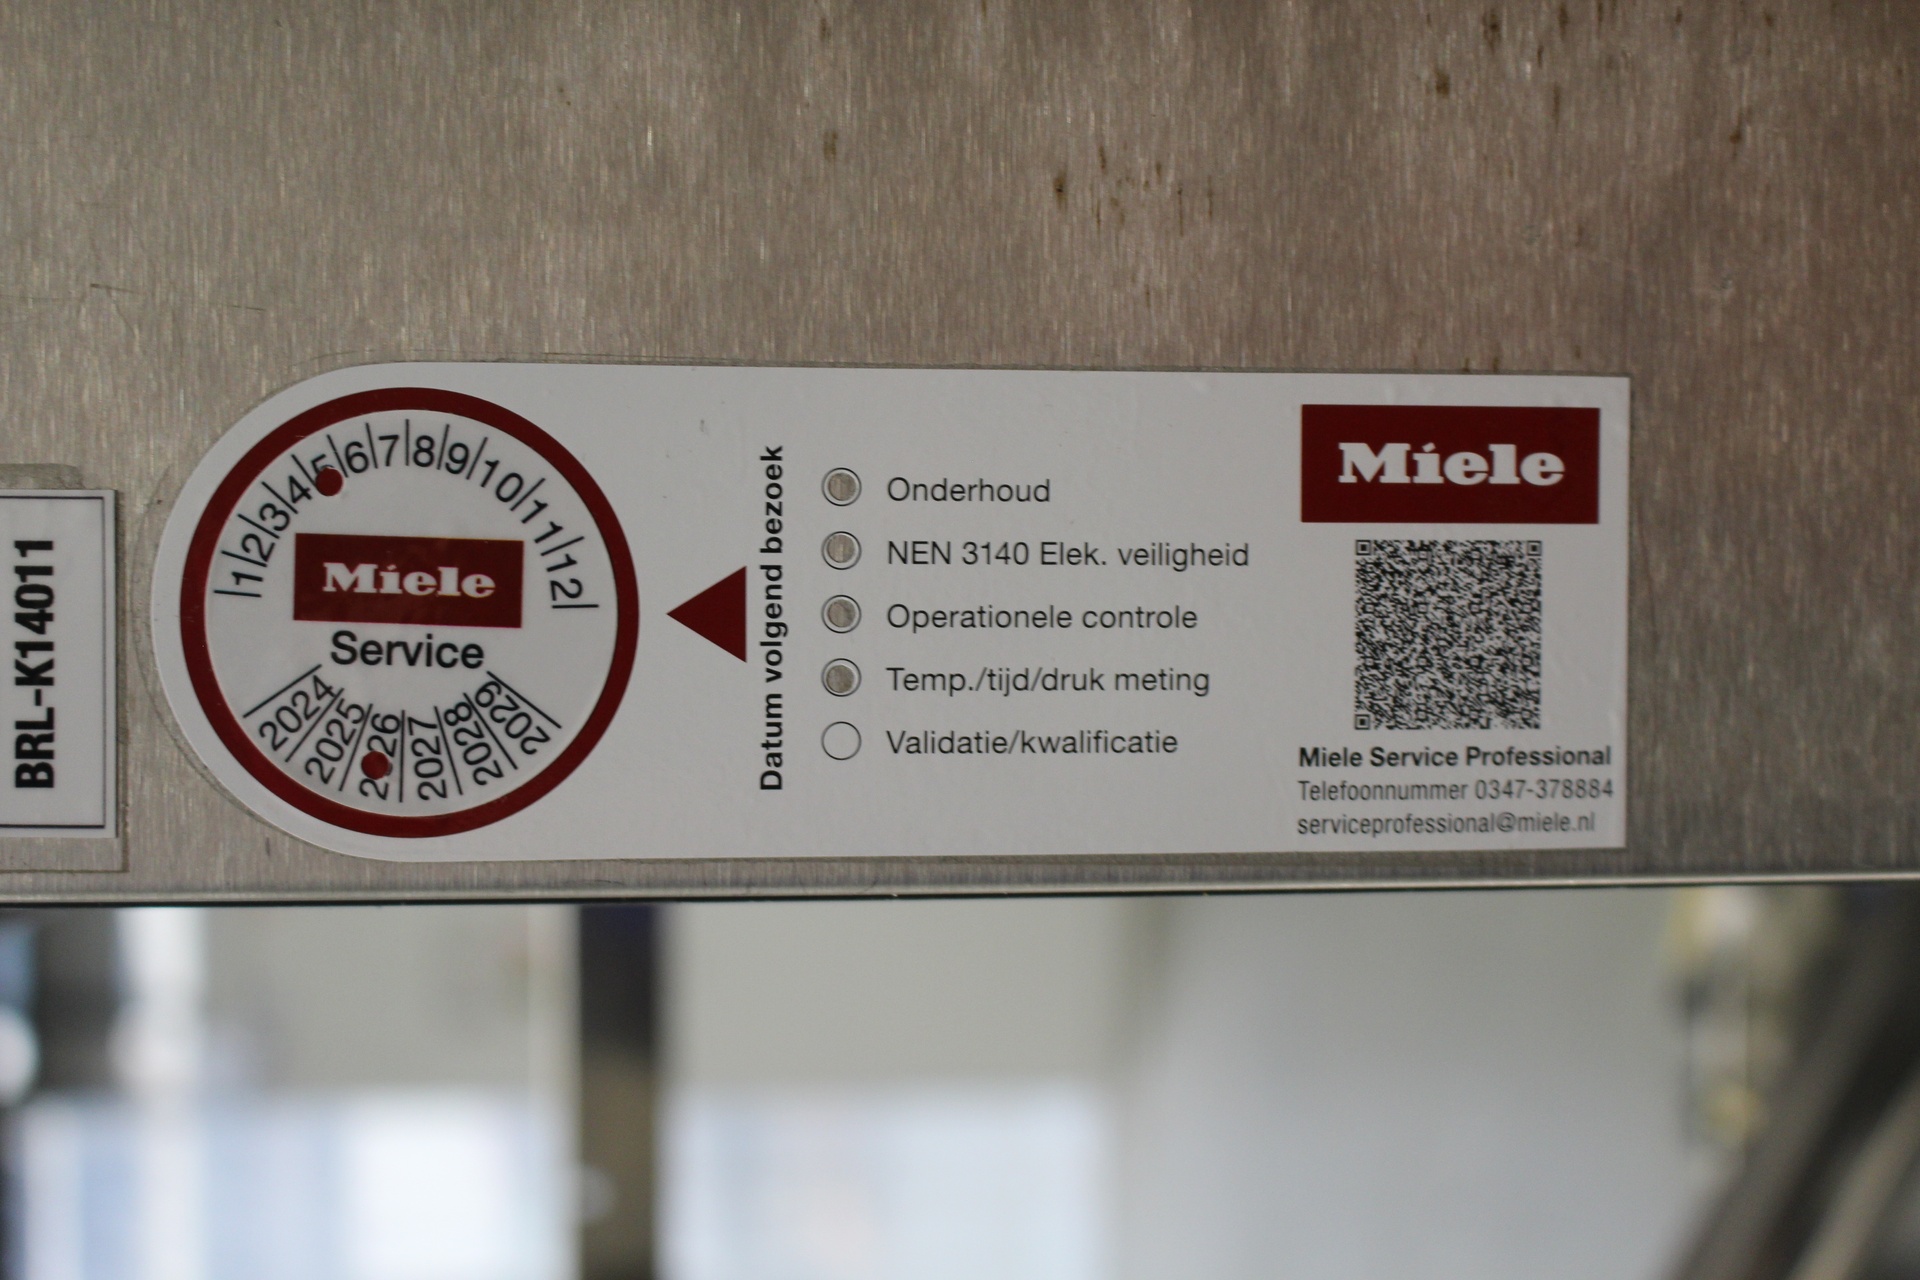 BRL-K14011
1 2 3 4 5 6 7 8 9 10 11 12
Miele
Service
2024 2025 2026 2027 2028 2029
Datum volgend bezoek
Onderhoud
NEN 3140 Elek. veiligheid
Operationele controle
Temp./tijd/druk meting
Validatie/kwalificatie
Miele
Miele Service Professional
Telefoonnummer 0347-378884
serviceprofessional@miele.nl